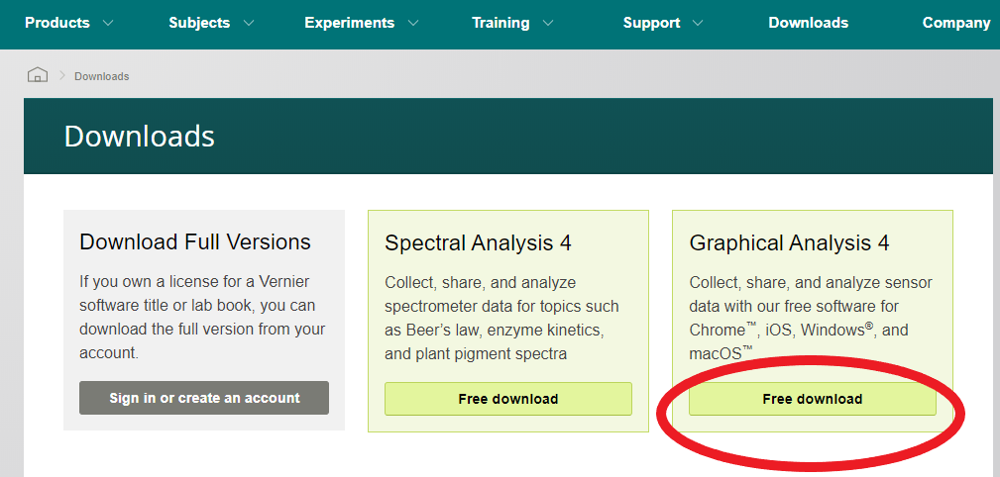 Products Subjects Experiments Training Support Downloads Company
Downloads
Downloads
Download Full Versions
If you own a license for a Vernier
software title or lab book, you can
download the full version from your
account.
Sign in or create an account
Spectral Analysis 4
Collect, share, and analyze
spectrometer data for topics such
as Beer’s law, enzyme kinetics,
and plant pigment spectra
Free download
Graphical Analysis 4
Collect, share, and analyze sensor
data with our free software for
Chrome™, iOS, Windows®, and
macOS™
Free download